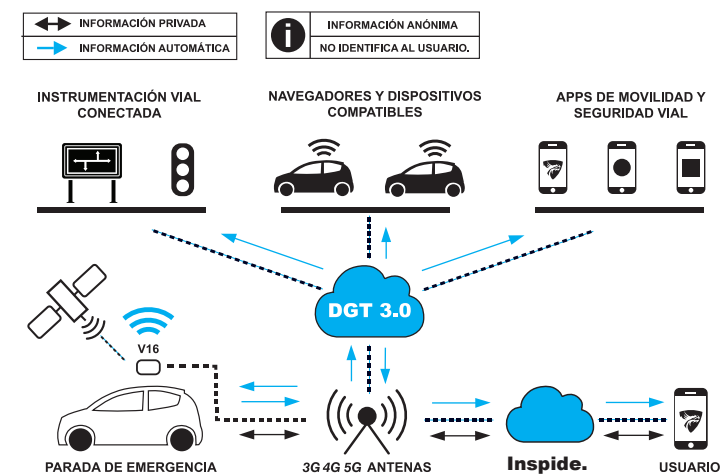 INFORMACIÓN PRIVADA
INFORMACIÓN AUTOMÁTICA
INFORMACIÓN ANÓNIMA
NO IDENTIFICA AL USUARIO.
INSTRUMENTACIÓN VIAL
CONECTADA
NAVEGADORES Y DISPOSITIVOS
COMPATIBLES
APPS DE MOVILIDAD Y
SEGURIDAD VIAL
DGT 3.0
V16
PARADA DE EMERGENCIA
3G 4G 5G ANTENAS
Inspide.
USUARIO